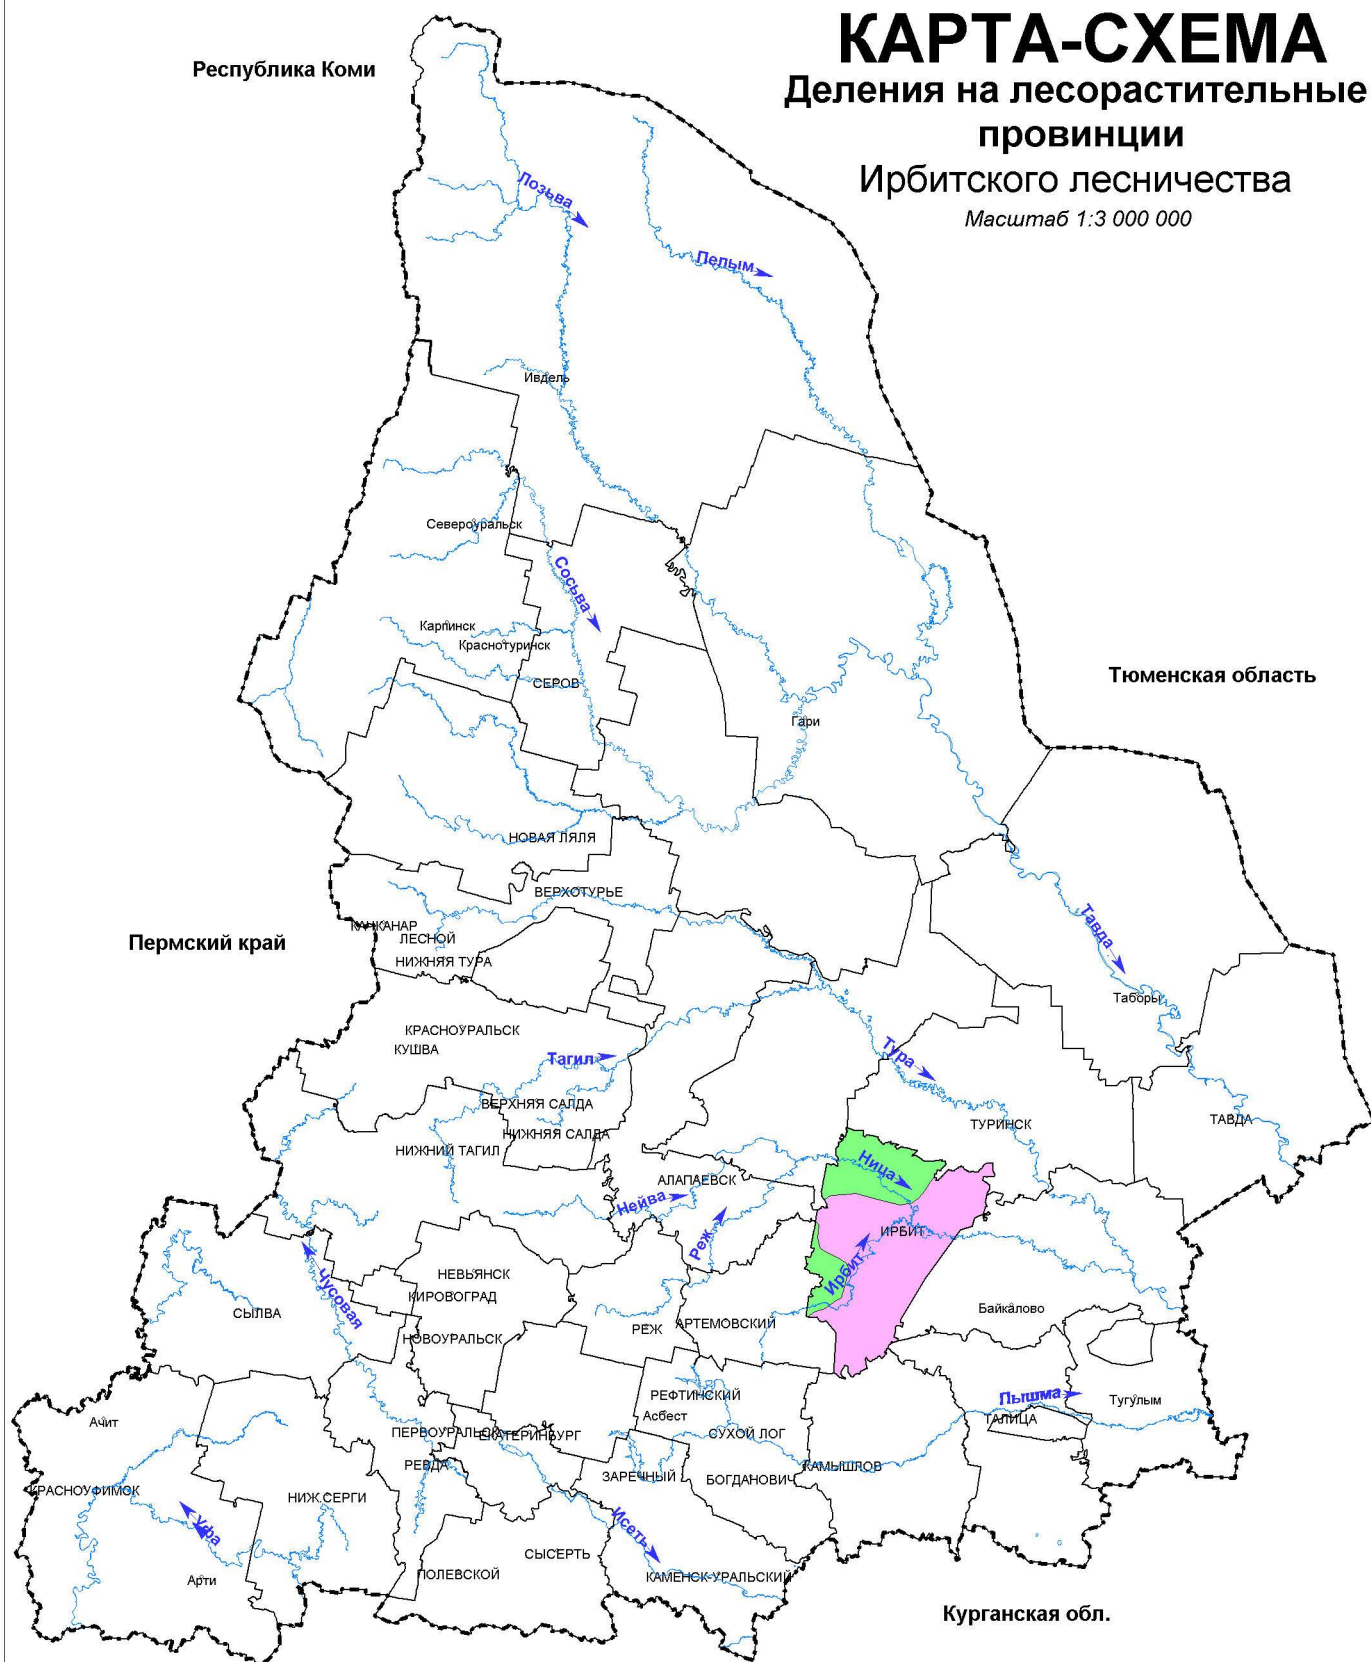 КАРТА-СХЕМА
Деления на лесорастительные
провинции
Ирбитского лесничества
Масштаб 1:3 000 000
Республика Коми
Лозьва
Пелым
Ивдель
Североуральск
Сосьва
Карпинск
Краснотуринск
СЕРОВ
Тюменская область
Гари
НОВАЯ ЛЯЛЯ
ВЕРХОТУРЬЕ
КАЧКАНАР
ЛЕСНОЙ
Пермский край
НИЖНЯЯ ТУРА
Тавда
Таборы
КРАСНОУРАЛЬСК
КУШВА
Тагил
Тура
ВЕРХНЯЯ САЛДА
ТУРИНСК
ТАВДА
НИЖНЯЯ САЛДА
НИЖНИЙ ТАГИЛ
Ница
АЛАПАЕВСК
Нейва
Реж
ИРБИТ
Ирбит
НЕВЬЯНСК
КИРОВОГРАД
Чусовая
СЫЛВА
Байкалово
НОВОУРАЛЬСК
РЕЖ
АРТЕМОВСКИЙ
РЕФТИНСКИЙ
Асбест
Пышма
Тугулым
ТАЛИЦА
Ачит
ПЕРВОУРАЛЬСК
ЕКАТЕРИНБУРГ
СУХОЙ ЛОГ
РЕВДА
ЗАРЕЧНЫЙ
БОГДАНОВИЧ
КАМЫШЛОВ
КРАСНОУФИМОК
НИЖ.СЕРГИ
Уфа
Исеть
СЫСЕРТЬ
Арти
ПОЛЕВСКОЙ
КАМЕНСК-УРАЛЬСКИЙ
Курганская обл.